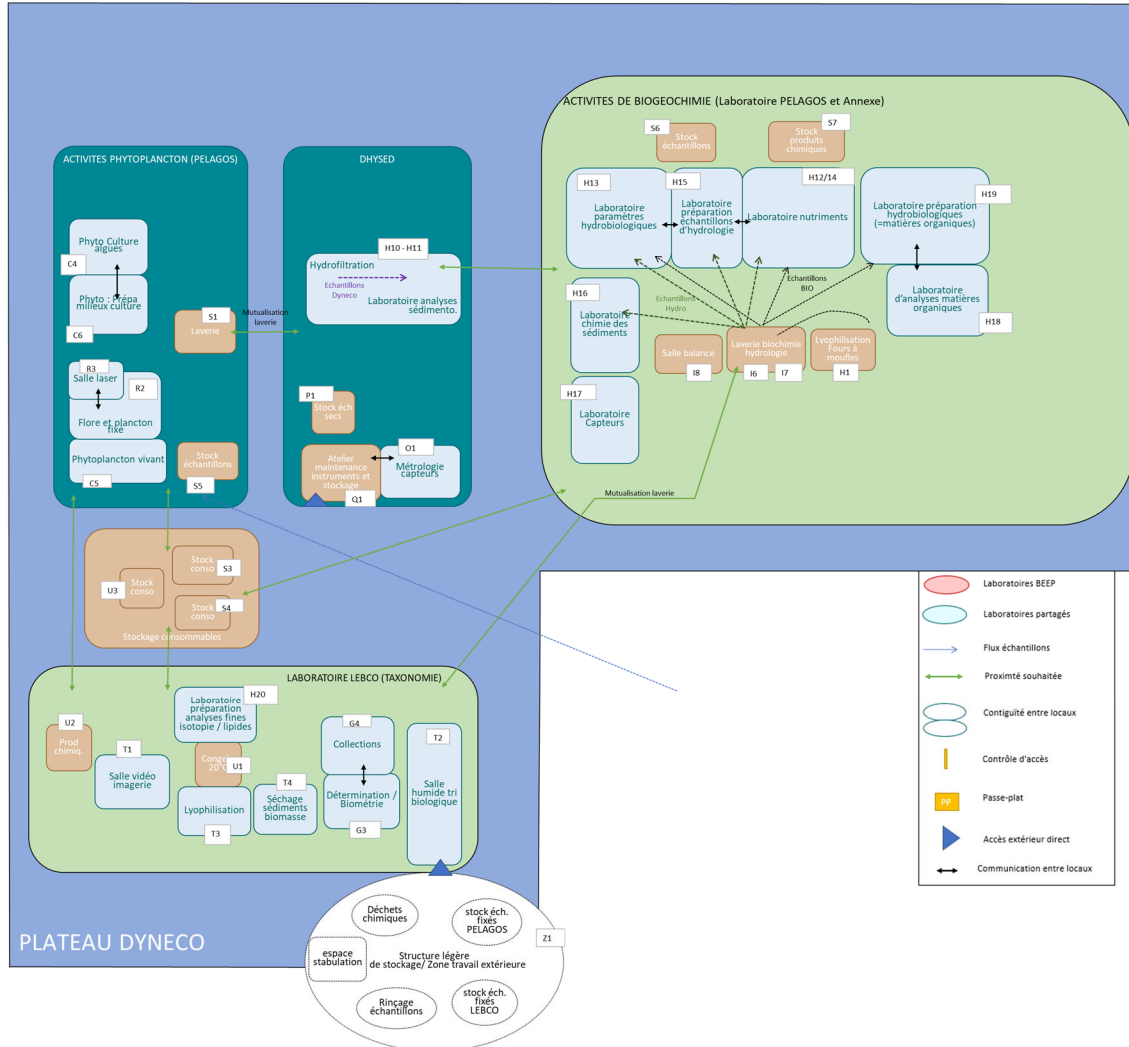 ACTIVITES DE BIOGEOCHIMIE (Laboratoire PELAGOS et Annexe)
S6
Stock
échantillons
S7
Stock
produits
chimiques
H13
Laboratoire
paramètres
hydrobiologiques
H15
Laboratoire
préparation
échantillons
d'hydrologie
H12/14
Laboratoire nutriments
H19
Laboratoire préparation
hydrobiologiques
(=matières organiques)
Echantillons
BIO
Echantillons
Hydro
H16
Laboratoire
chimie des
sédiments
Laboratoire
d'analyses matières
organiques
H18
Salle balance
I8
Laverie biochimie
hydrologie
I6
I7
Lyophilisation
Fours à
moufles
H1
H17
Laboratoire
Capteurs
ACTIVITES PHYTOPLANCTON (PELAGOS)
Phyto Culture
algues
C4
Phyto : Prépa
milleux culture
C6
S1
Laverie
Mutualisation
laverie
R3
Salle laser
R2
Flore et plancton
fixé
Phytoplancton vivant
C5
Stock
échantillons
S5
DHYSED
H10 - H11
Hydrofiltration
Echantillons
Dyneco
Laboratoire analyses
sédimento.
P1
Stock éch
secs
O1
Atelier
maintenance
instruments et
stockage
Q1
Métrologie
capteurs
Mutualisation laverie
Stock
conso
S3
U3
Stock
conso
Stock
conso
S4
Stockage consommables
LABORATOIRE LEBCO (TAXONOMIE)
U2
Prod
chimiq.
T1
Salle vidéo
imagerie
H20
Laboratoire
préparation
analyses fines
isotopie / lipides
U1
Lyophilisation
T3
T4
Séchage
sédiments
biomasse
G4
Collections
Détermination /
Biométrie
G3
T2
Salle
humide tri
biologique
Déchets
chimiques
stock éch.
fixés
PELAGOS
Z1
espace
stabulation
Structure légère
de stockage/ Zone travail extérieure
Rinçage
échantillons
stock éch.
fixés
LEBCO
PLATEAU DYNECO
Laboratoires BEEP
Laboratoires partagés
Flux échantillons
Proximté souhaitée
Contiguïté entre locaux
Contrôle d'accès
PP
Passe-plat
Accès extérieur direct
Communication entre locaux